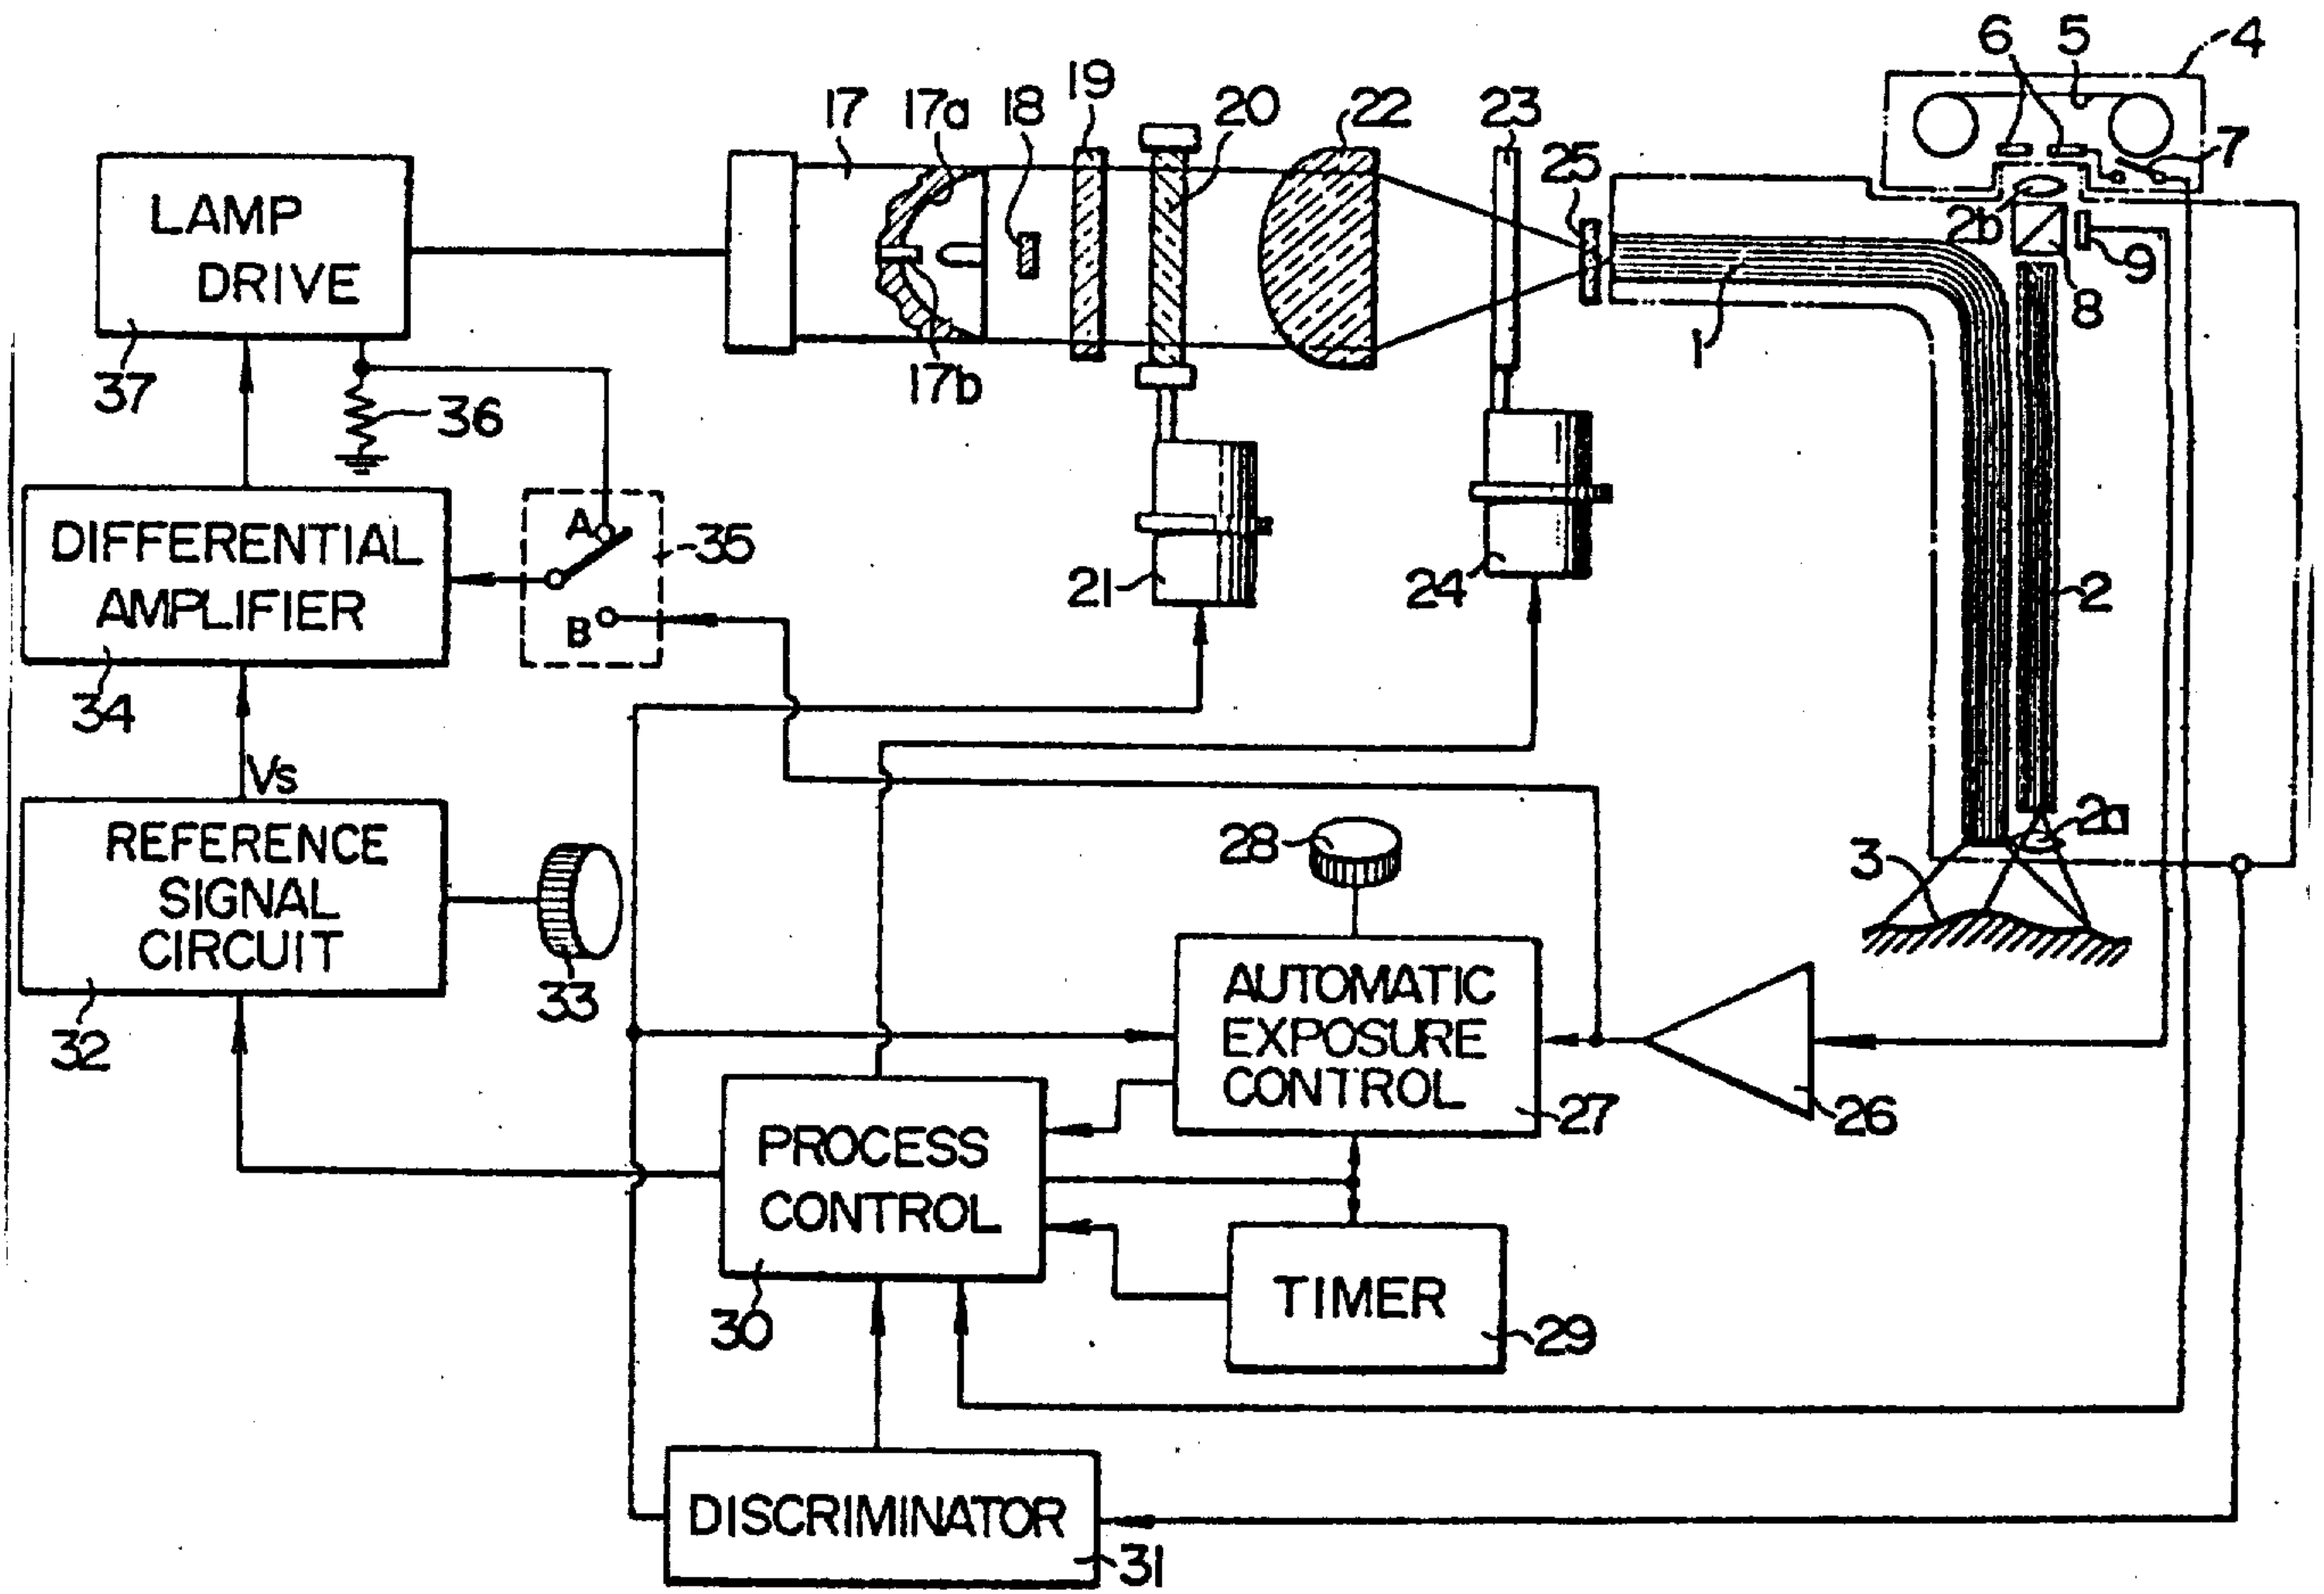 6 5 4
17 17a 18 19 20 22 23 25 7
LAMP
DRIVE
2b 9
8
1
37
36
17b
DIFFERENTIAL
AMPLIFIER
A
35
B
21
24
2
34
Vs
REFERENCE
SIGNAL
CIRCUIT
28
2a
3
33
32
AUTOMATIC
EXPOSURE
CONTROL
27
26
PROCESS
CONTROL
30
TIMER
29
DISCRIMINATOR
31